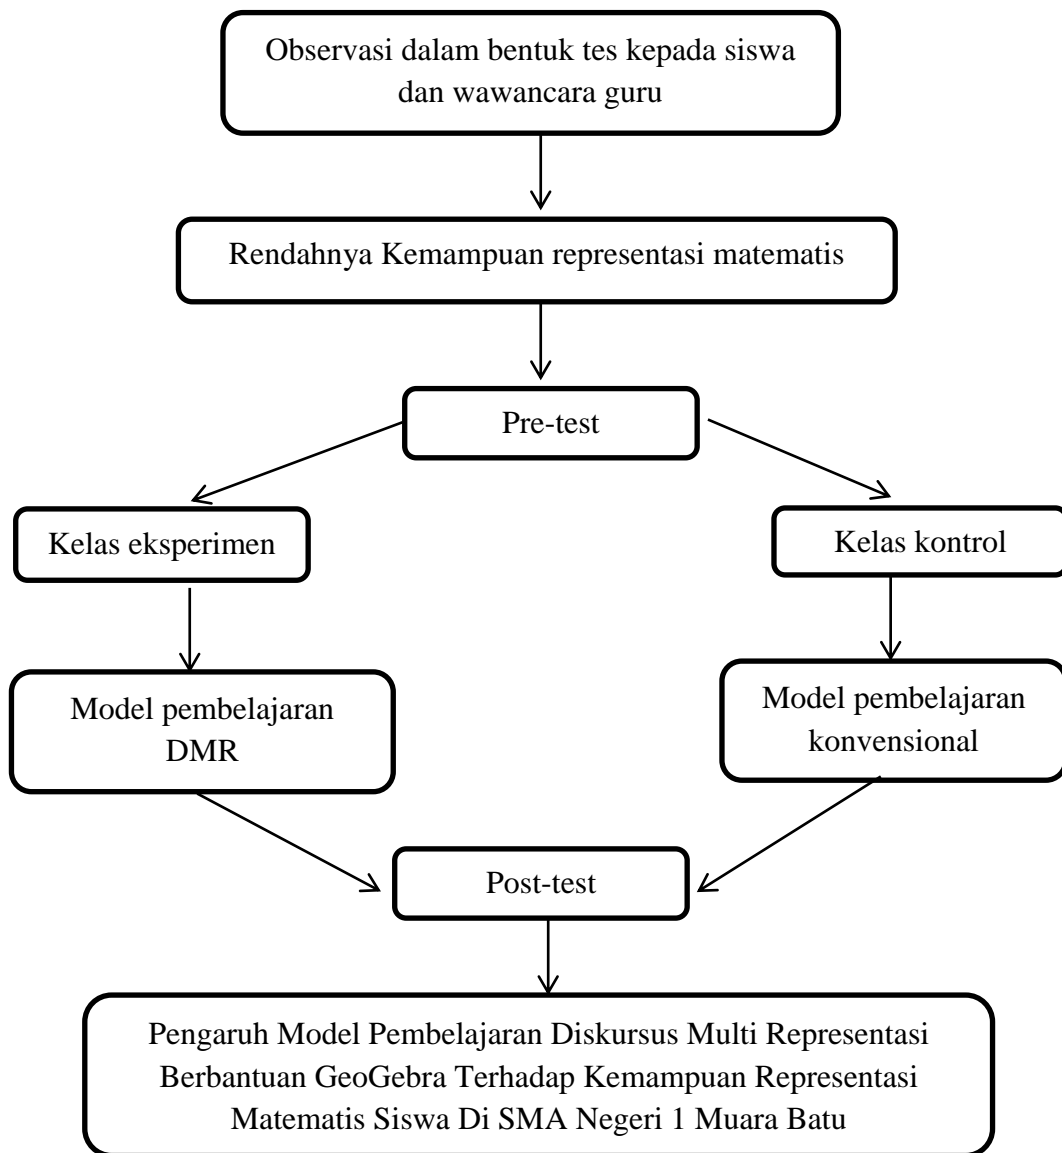 Observasi dalam bentuk tes kepada siswa
dan wawancara guru
Rendahnya Kemampuan representasi matematis
Pre-test
Kelas eksperimen
Kelas kontrol
Model pembelajaran
DMR
Model pembelajaran
konvensional
Post-test
Pengaruh Model Pembelajaran Diskursus Multi Representasi
Berbantuan GeoGebra Terhadap Kemampuan Representasi
Matematis Siswa Di SMA Negeri 1 Muara Batu